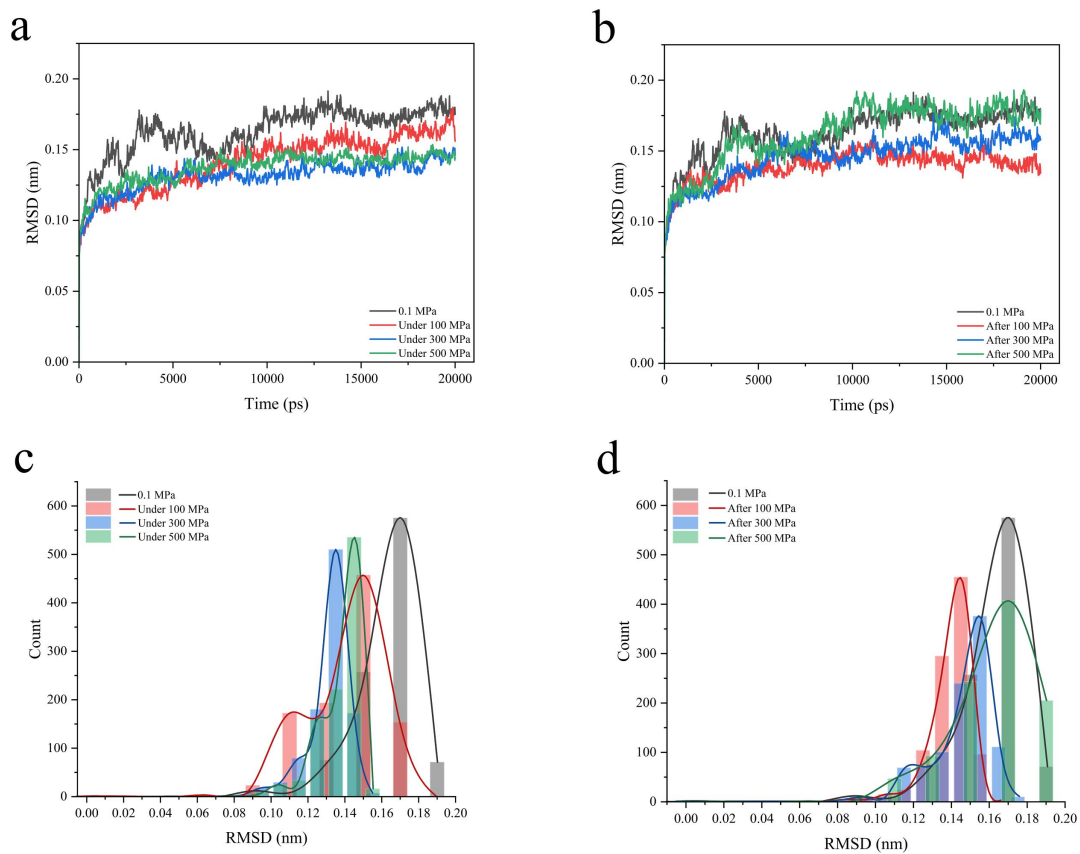 a
0.20
0.15
0.10
0.05
0.00
RMSD (nm)
0.1 MPa
Under 100 MPa
Under 300 MPa
Under 500 MPa
0
5000
10000
15000
20000
Time (ps)
b
0.20
0.15
0.10
0.05
0.00
RMSD (nm)
0.1 MPa
After 100 MPa
After 300 MPa
After 500 MPa
0
5000
10000
15000
20000
Time (ps)
c
600
500
400
300
200
100
0
Count
0.1 MPa
Under 100 MPa
Under 300 MPa
Under 500 MPa
0.00 0.02 0.04 0.06 0.08 0.10 0.12 0.14 0.16 0.18 0.20
RMSD (nm)
d
600
500
400
300
200
100
0
Count
0.1 MPa
After 100 MPa
After 300 MPa
After 500 MPa
0.00 0.02 0.04 0.06 0.08 0.10 0.12 0.14 0.16 0.18 0.20
RMSD (nm)